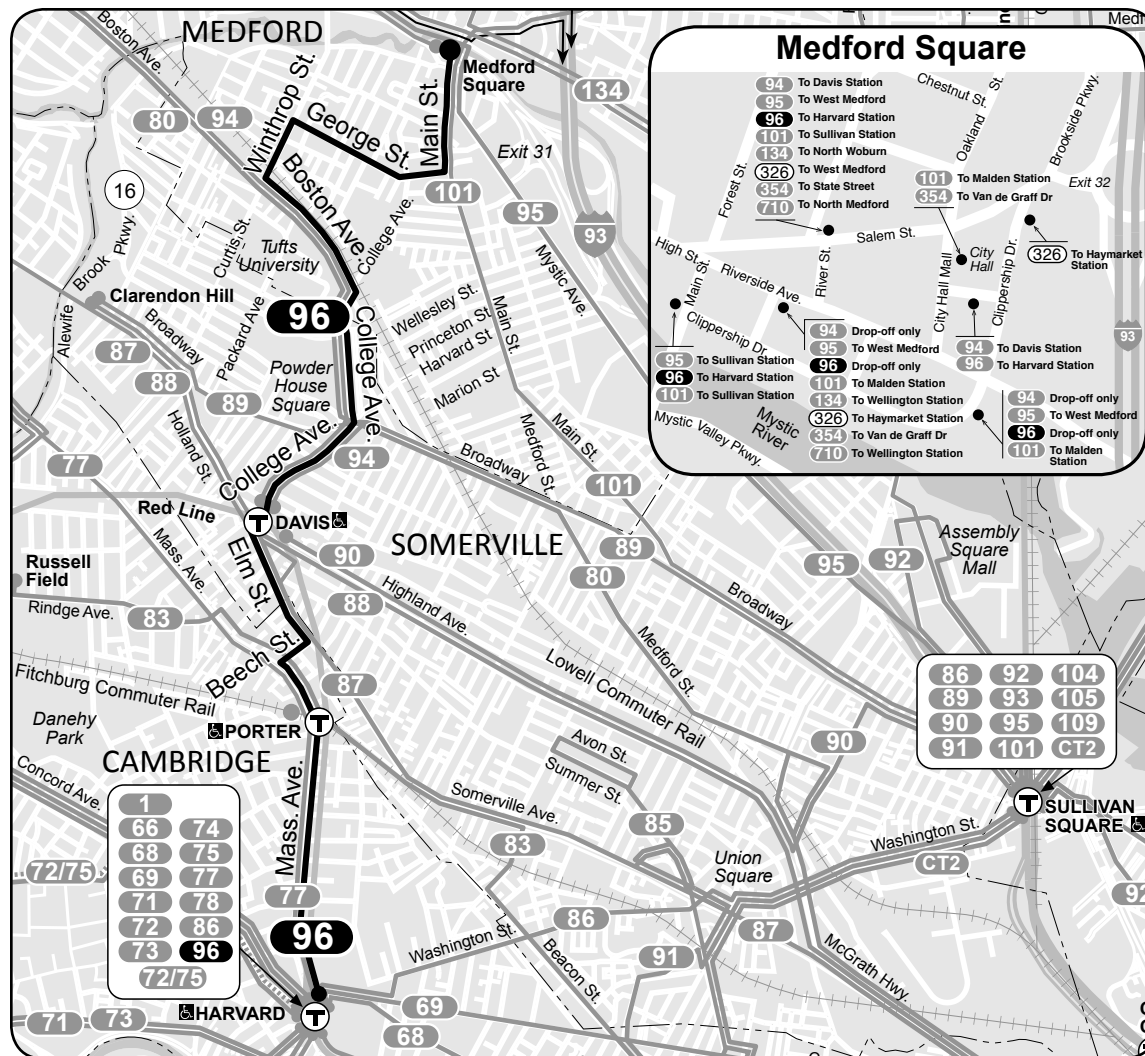 MEDFORD
Boston Ave.
80
94
Winthrop St.
George St.
Main St.
Medford
Square
134
Exit 31
101
95
93
16
Alewife
Brook
Pkwy.
Curtis St.
Tufts
University
Boston Ave.
College Ave.
Mystic Ave.
Clarendon Hill
Broadway
Packard Ave
96
College Ave.
Wellesley St.
Princeton St.
Harvard St
Marion St
Main St.
87
88
89
Powder
House
Square
Holland St.
College Ave.
94
Broadway
Medford St.
Main St.
101
77
Red Line
Mass. Ave.
DAVIS
SOMERVILLE
89
80
95
92
Assembly
Square
Mall
Russell
Field
Rindge Ave.
83
Elm St.
90
88
Highland Ave.
Broadway
Medford St.
Lowell Commuter Rail
Beech St.
87
Fitchburg Commuter Rail
PORTER
Danehy
Park
CAMBRIDGE
Concord Ave.
Mass. Ave.
Avon St.
Summer St.
90
Somerville Ave.
83
85
Union
Square
Washington St.
CT2
SULLIVAN
SQUARE
86 92 104
89 93 105
90 95 109
91 101 CT2
92
1
66 74
68 75
69 77
71 78
72 86
73 96
72/75
72/75
77
96
Washington St.
86
Beacon St.
91
87
McGrath Hwy.
HARVARD
69
68
71
73
Medford Square
94 To Davis Station
95 To West Medford
96 To Harvard Station
101 To Sullivan Station
134 To North Woburn
326 To West Medford
354 To State Street
710 To North Medford
Chestnut St.
Oakland St.
Brookside Pkwy.
Exit 32
101 To Malden Station
354 To Van de Graff Dr
Forest St.
Salem St.
High St.
Main St.
Riverside Ave.
River St.
City
Hall
City Hall Mall
Clippership Dr.
326 To Haymarket
Station
Clippership Dr
93
95 To Sullivan Station
96 To Harvard Station
101 To Sullivan Station
94 Drop-off only
95 To West Medford
96 Drop-off only
101 To Malden Station
134 To Wellington Station
326 To Haymarket Station
354 To Van de Graff Dr
710 To Wellington Station
94 To Davis Station
96 To Harvard Station
94 Drop-off only
95 To West Medford
96 Drop-off only
101 To Malden
Station
Mystic
River
Mystic Valley Pkwy.